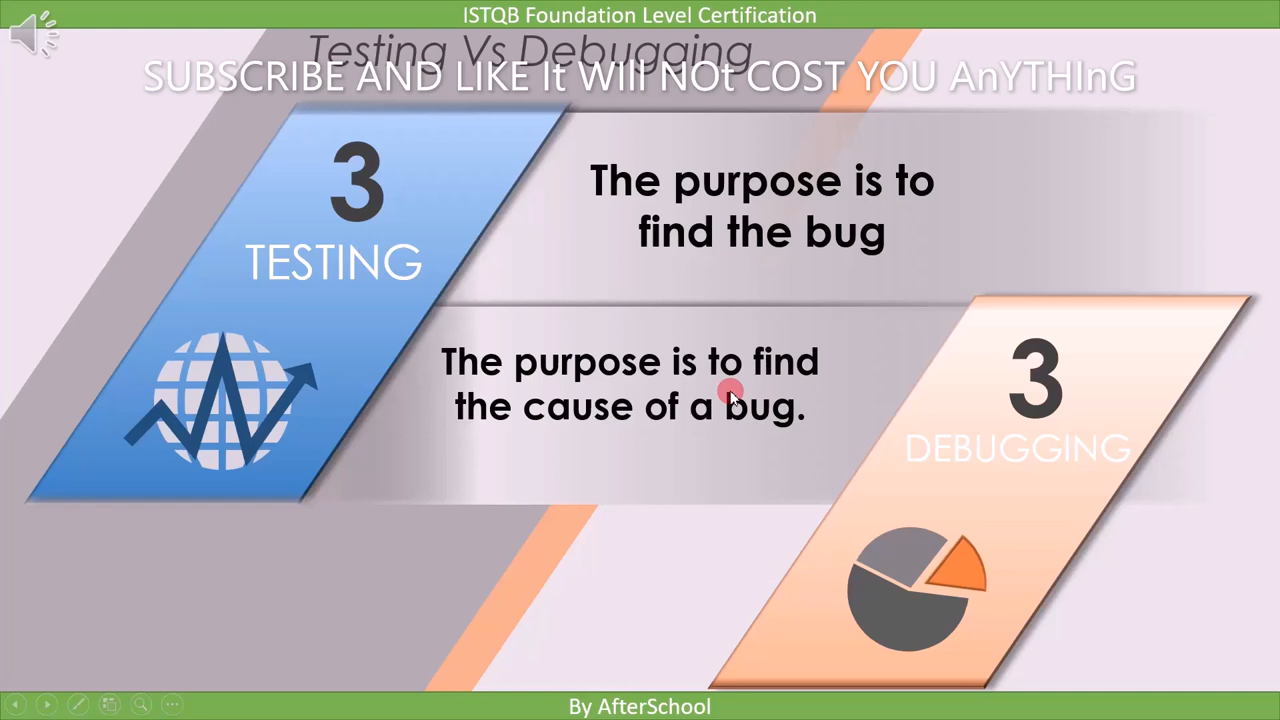 ISTQB Foundation Level Certification
Testing Vs Debugging
SUBSCRIBE AND LIKE It WIll NOt COST YOU AnYTHInG
3
TESTING
The purpose is to
find the bug
The purpose is to find
the cause of a bug.
3
DEBUGGING
By AfterSchool